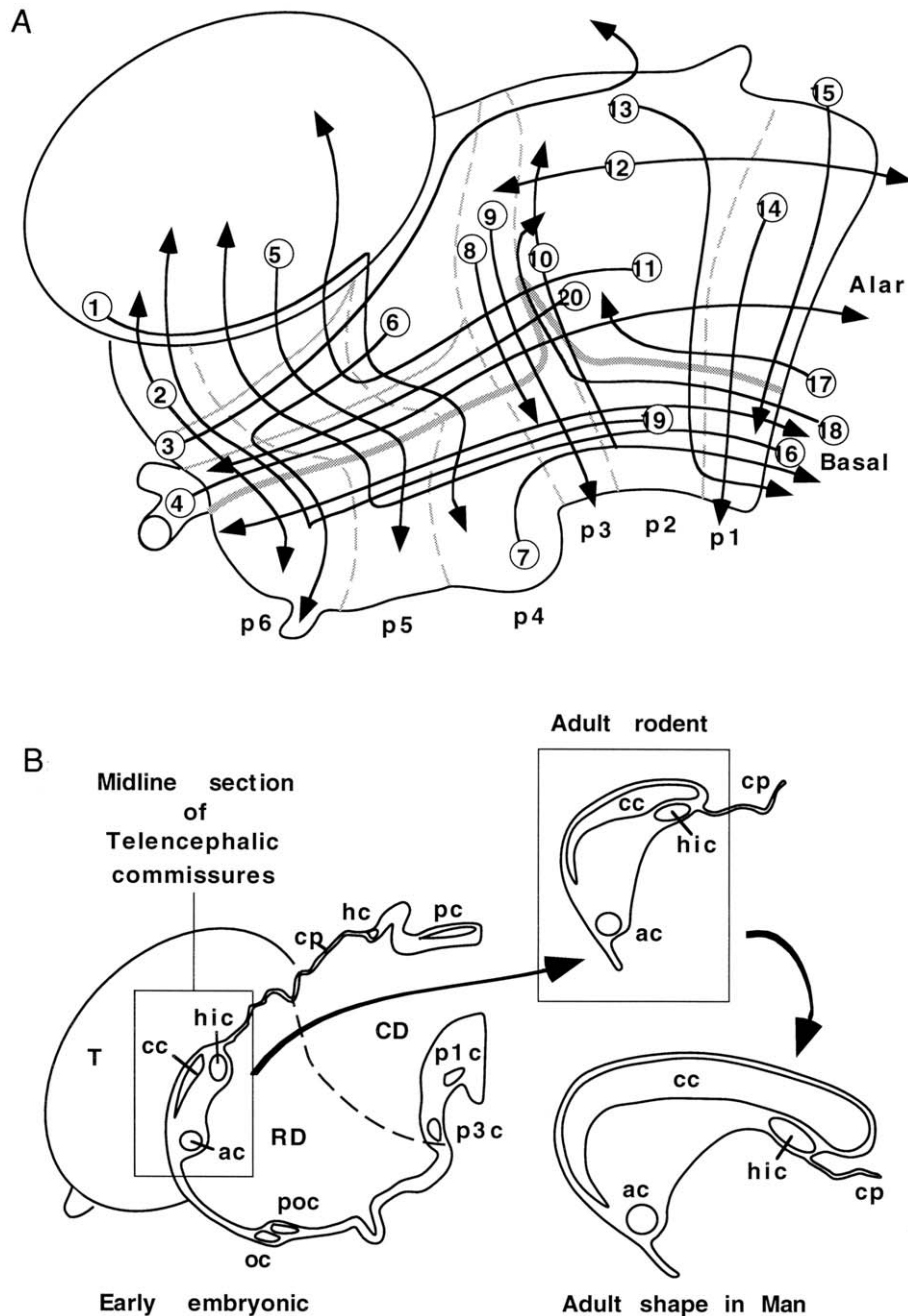 A
1
2
3
4
5
6
7
8
9
10
11
12
13
14
15
16
17
18
19
20
Alar
Basal
p6
p5
p4
p3
p2
p1
B
Midline section
of
Telencephalic
commissures
T
cc
hic
ac
cp
hc
pc
CD
RD
p1c
p3c
poc
oc
Early embryonic
Adult rodent
cc
hic
ac
cp
cc
hic
ac
cp
Adult shape in Man